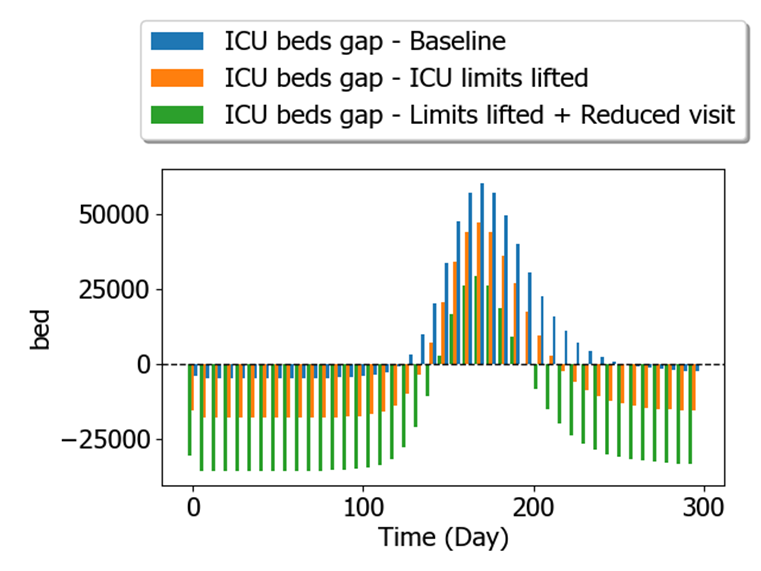 ICU beds gap - Baseline
ICU beds gap - ICU limits lifted
ICU beds gap - Limits lifted + Reduced visit
50000
25000
0
−25000
bed
0 100 200 300
Time (Day)